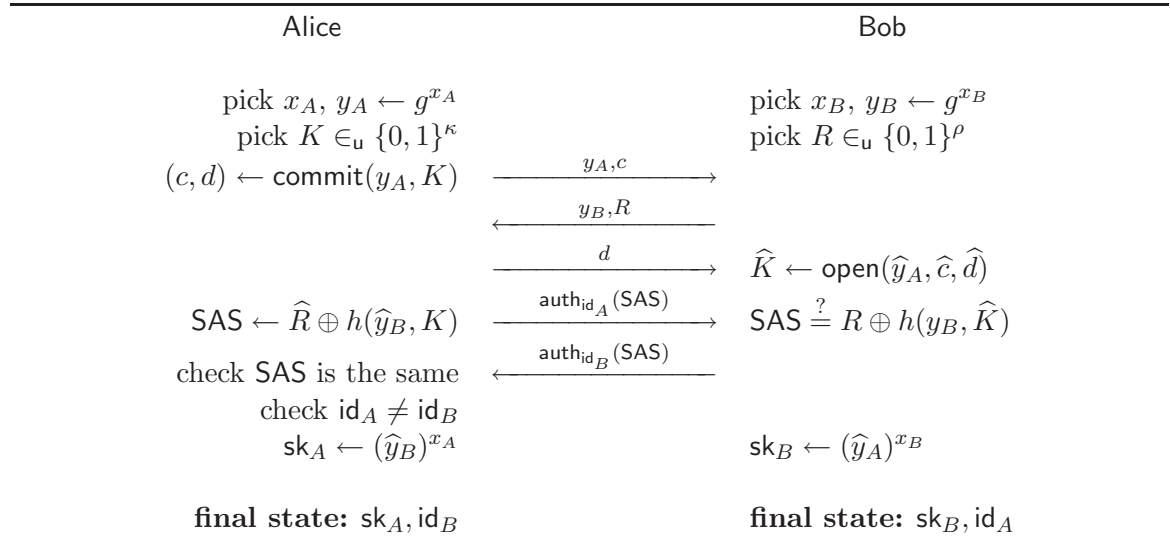 Alice Bob
pick x_A, y_A ← g^{x_A} pick x_B, y_B ← g^{x_B}
pick K ∈_u {0, 1}^κ pick R ∈_u {0, 1}^ρ
(c, d) ← commit(y_A, K) y_A,c
y_B,R
d K̂ ← open(ŷ_A, ĉ, d̂)
SAS ← R̂ ⊕ h(ŷ_B, K) auth_{id_A}(SAS) SAS ≟ R ⊕ h(y_B, K̂)
check SAS is the same auth_{id_B}(SAS)
check id_A ≠ id_B
sk_A ← (ŷ_B)^{x_A} sk_B ← (ŷ_A)^{x_B}
final state: sk_A, id_B final state: sk_B, id_A